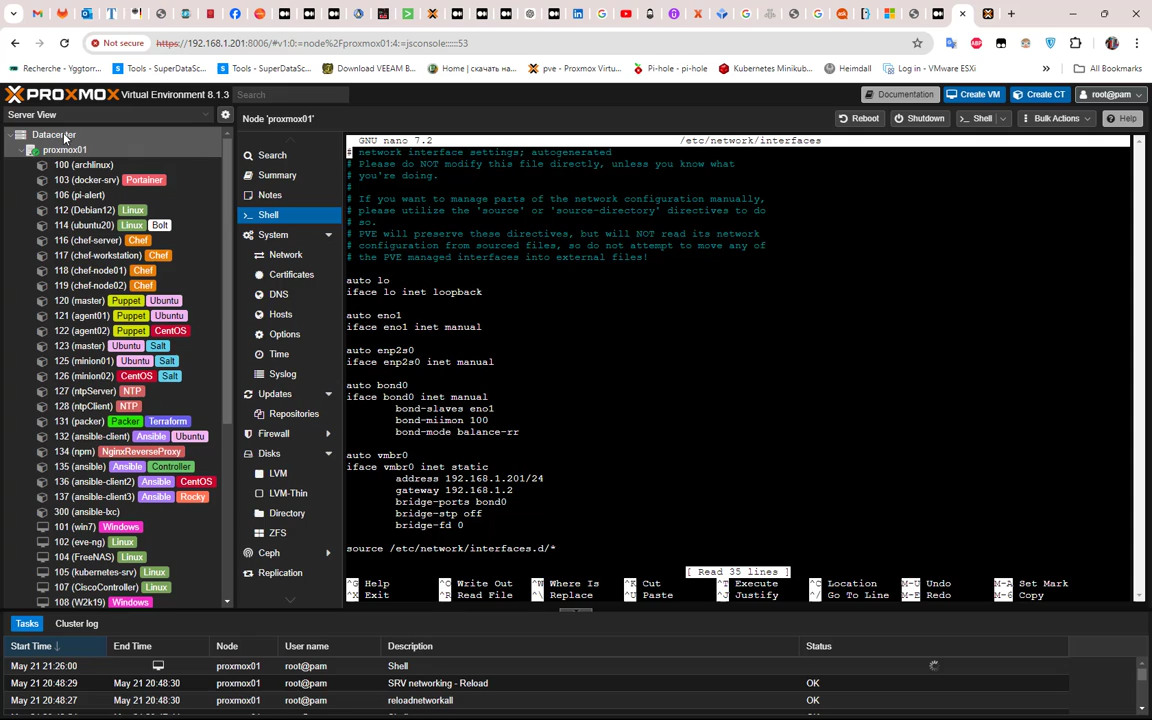 Not secure
https://192.168.1.201:8006/#v1:0:=node%2Fproxmox01:4:=jsconsole::::::53
Recherche - Yggtorr...
Tools - SuperDataSc...
Tools - SuperDataSc...
Download VEEAM B...
Home | скачать на...
pve - Proxmox Virtu...
Pi-hole - pi-hole
Kubernetes Minikub...
Heimdall
Log in - VMware ESXi
»
All Bookmarks
PROXMOX Virtual Environment 8.1.3
Search
Documentation
Create VM
Create CT
root@pam
Server View
Node 'proxmox01'
Reboot
Shutdown
Shell
Bulk Actions
Help
Datacenter
proxmox01
100 (archlinux)
103 (docker-srv) Portainer
106 (pi-alert)
112 (Debian12) Linux
114 (ubuntu20) Linux Bolt
116 (chef-server) Chef
117 (chef-workstation) Chef
118 (chef-node01) Chef
119 (chef-node02) Chef
120 (master) Puppet Ubuntu
121 (agent01) Puppet Ubuntu
122 (agent02) Puppet CentOS
123 (master) Ubuntu Salt
125 (minion01) Ubuntu Salt
126 (minion02) CentOS Salt
127 (ntpServer) NTP
128 (ntpClient) NTP
131 (packer) Packer Terraform
132 (ansible-client) Ansible Ubuntu
134 (npm) NginxReverseProxy
135 (ansible) Ansible Controller
136 (ansible-client2) Ansible CentOS
137 (ansible-client3) Ansible Rocky
300 (ansible-lxc)
101 (win7) Windows
102 (eve-ng) Linux
104 (FreeNAS) Linux
105 (kubernetes-srv) Linux
107 (CiscoController) Linux
108 (W2k19) Windows
Search
Summary
Notes
>_ Shell
System
Network
Certificates
DNS
Hosts
Options
Time
Syslog
Updates
Repositories
Firewall
Disks
LVM
LVM-Thin
Directory
ZFS
Ceph
Replication
GNU nano 7.2 /etc/network/interfaces
# network interface settings; autogenerated
# Please do NOT modify this file directly, unless you know what
# you're doing.
#
# If you want to manage parts of the network configuration manually,
# please utilize the 'source' or 'source-directory' directives to do
# so.
# PVE will preserve these directives, but will NOT read its network
# configuration from sourced files, so do not attempt to move any of
# the PVE managed interfaces into external files!
auto lo
iface lo inet loopback
auto eno1
iface eno1 inet manual
auto enp2s0
iface enp2s0 inet manual
auto bond0
iface bond0 inet manual
bond-slaves eno1
bond-miimon 100
bond-mode balance-rr
auto vmbr0
iface vmbr0 inet static
address 192.168.1.201/24
gateway 192.168.1.2
bridge-ports bond0
bridge-stp off
bridge-fd 0
source /etc/network/interfaces.d/*
[ Read 35 lines ]
^G Help ^O Write Out ^W Where Is ^K Cut ^T Execute ^C Location M-U Undo M-A Set Mark
^X Exit ^R Read File ^\ Replace ^U Paste ^J Justify ^/ Go To Line M-E Redo M-6 Copy
Tasks
Cluster log
Start Time End Time Node User name Description Status
May 21 21:26:00 proxmox01 root@pam Shell
May 21 20:48:29 May 21 20:48:30 proxmox01 root@pam SRV networking - Reload OK
May 21 20:48:27 May 21 20:48:30 proxmox01 root@pam reloadnetworkall OK